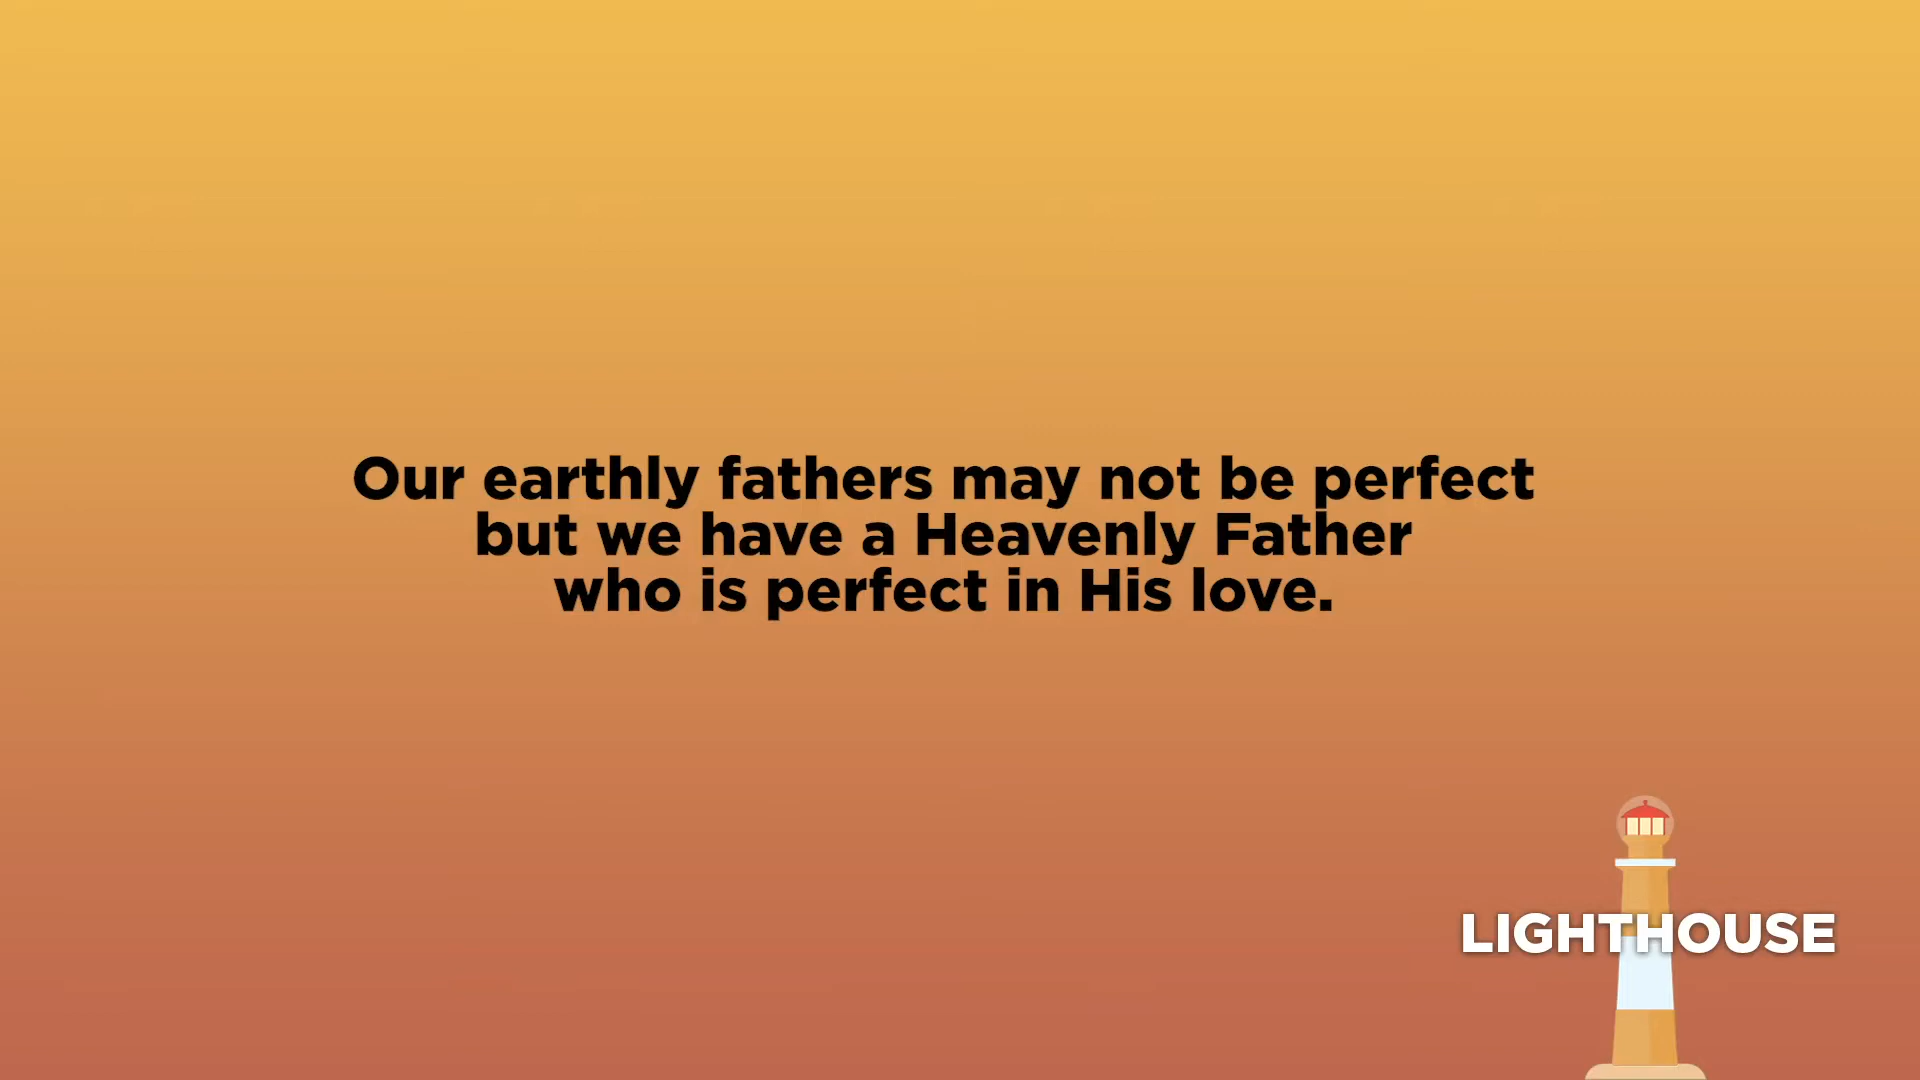 Our earthly fathers may not be perfect
but we have a Heavenly Father
who is perfect in His love.
LIGHTHOUSE